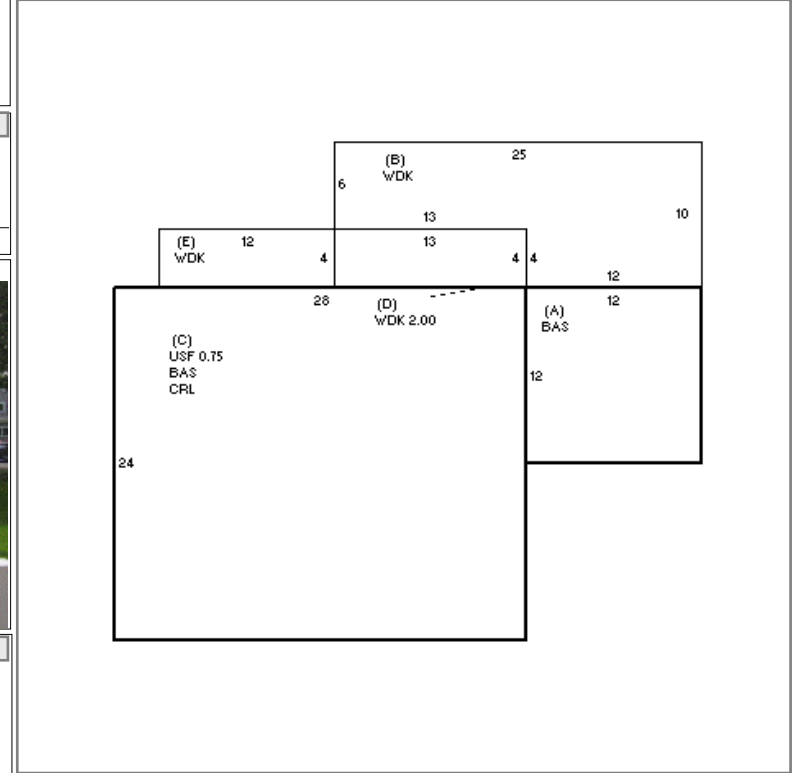 25
(B)
WDK
6
10
13
(E)
WDK
12
13
4
4
4
12
28
(D)
WDK 2.00
12
(A)
BAS
(C)
USF 0.75
BAS
CRL
12
24